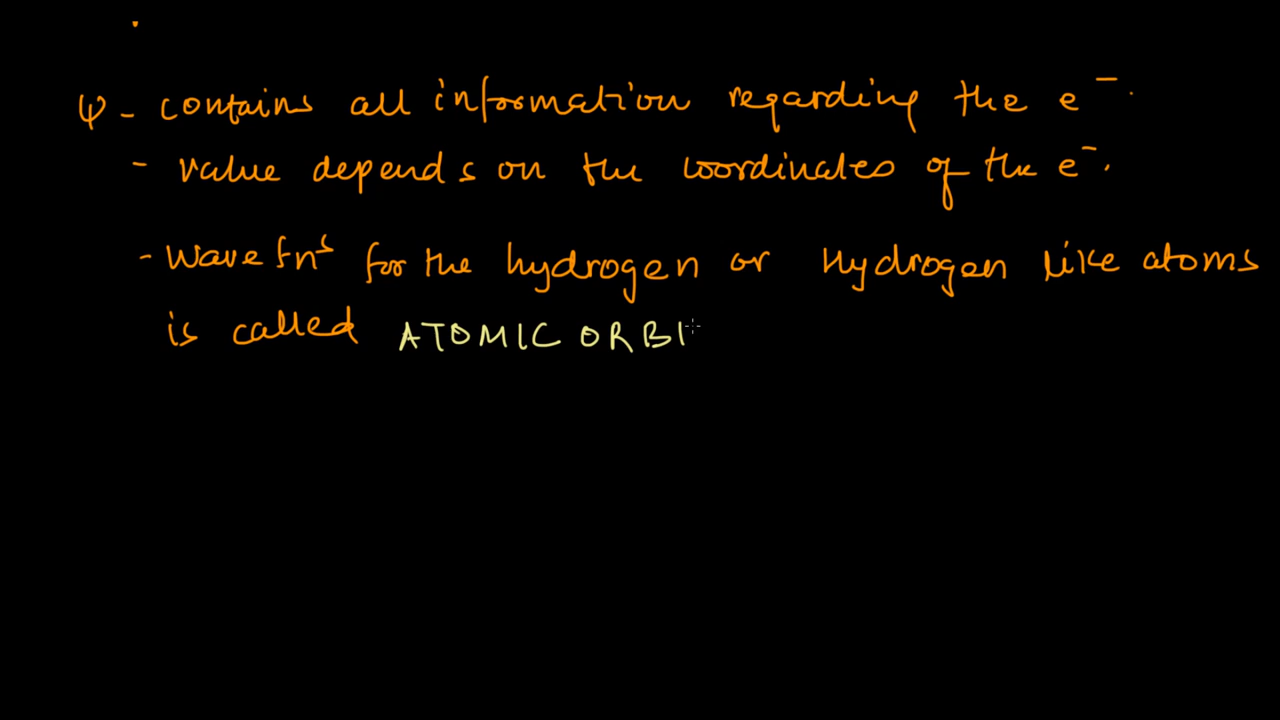 ψ - contains all information regarding the e⁻.
- value depends on the coordinates of the e⁻.
- Wave fnˢ for the hydrogen or Hydrogen like atoms
is called ATOMIC ORBI